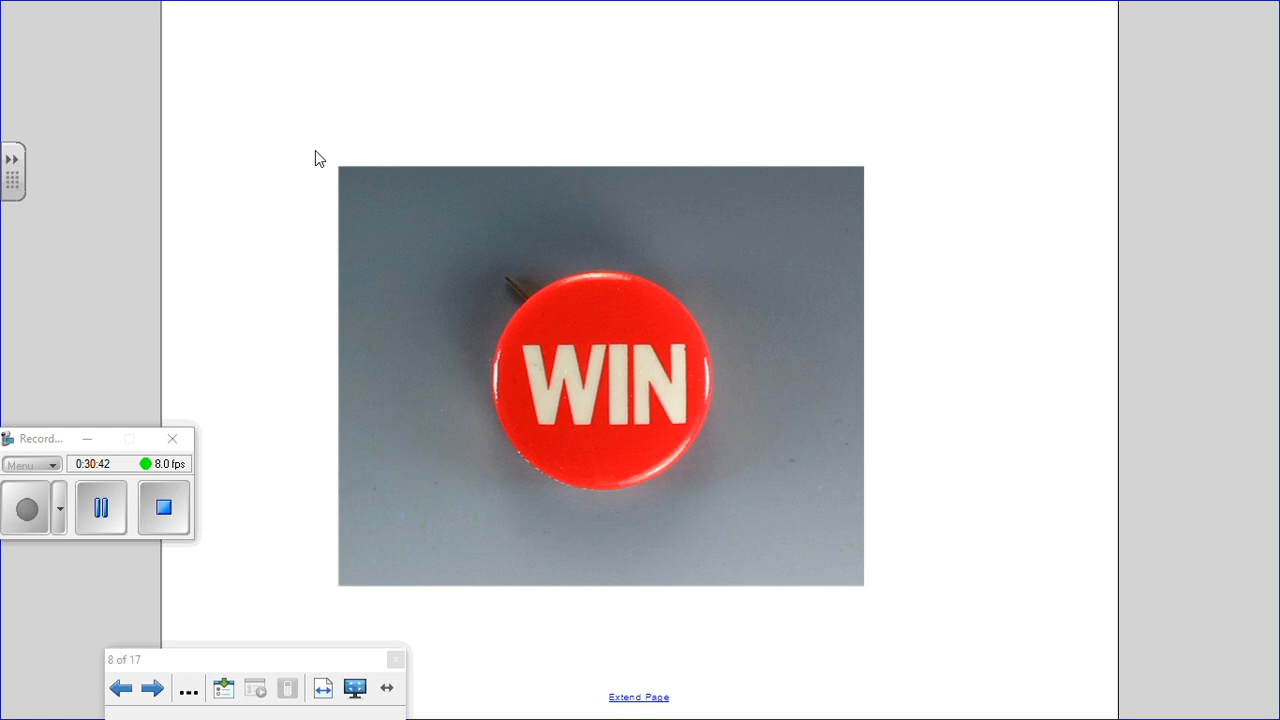 WIN
Record...
Menu
0:30:42
8.0 fps
8 of 17
...
Extend Page